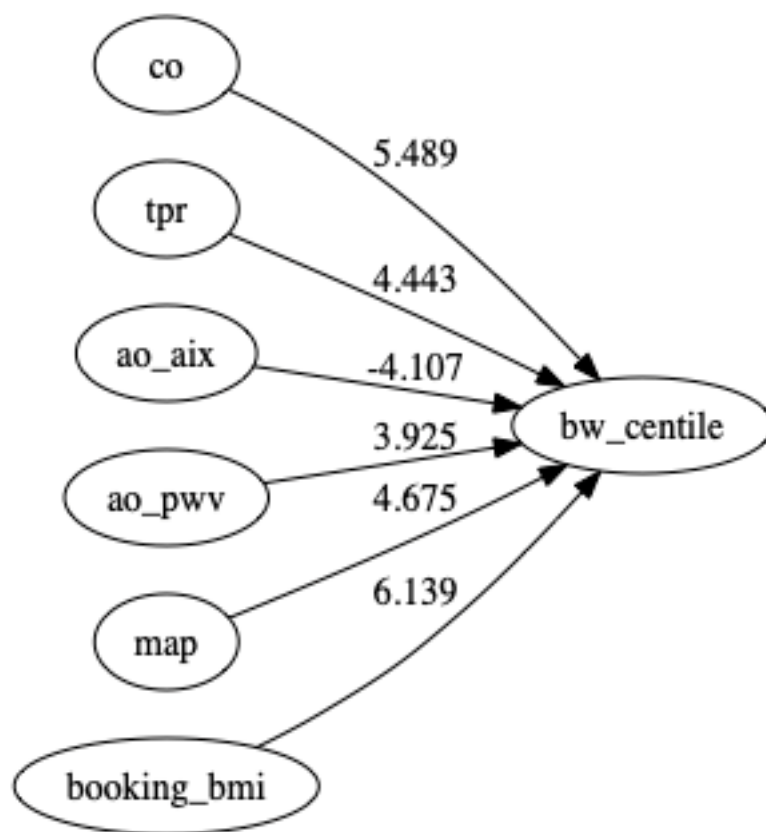 co
5.489
tpr
4.443
ao_aix
-4.107
bw_centile
ao_pwv
3.925
4.675
map
6.139
booking_bmi